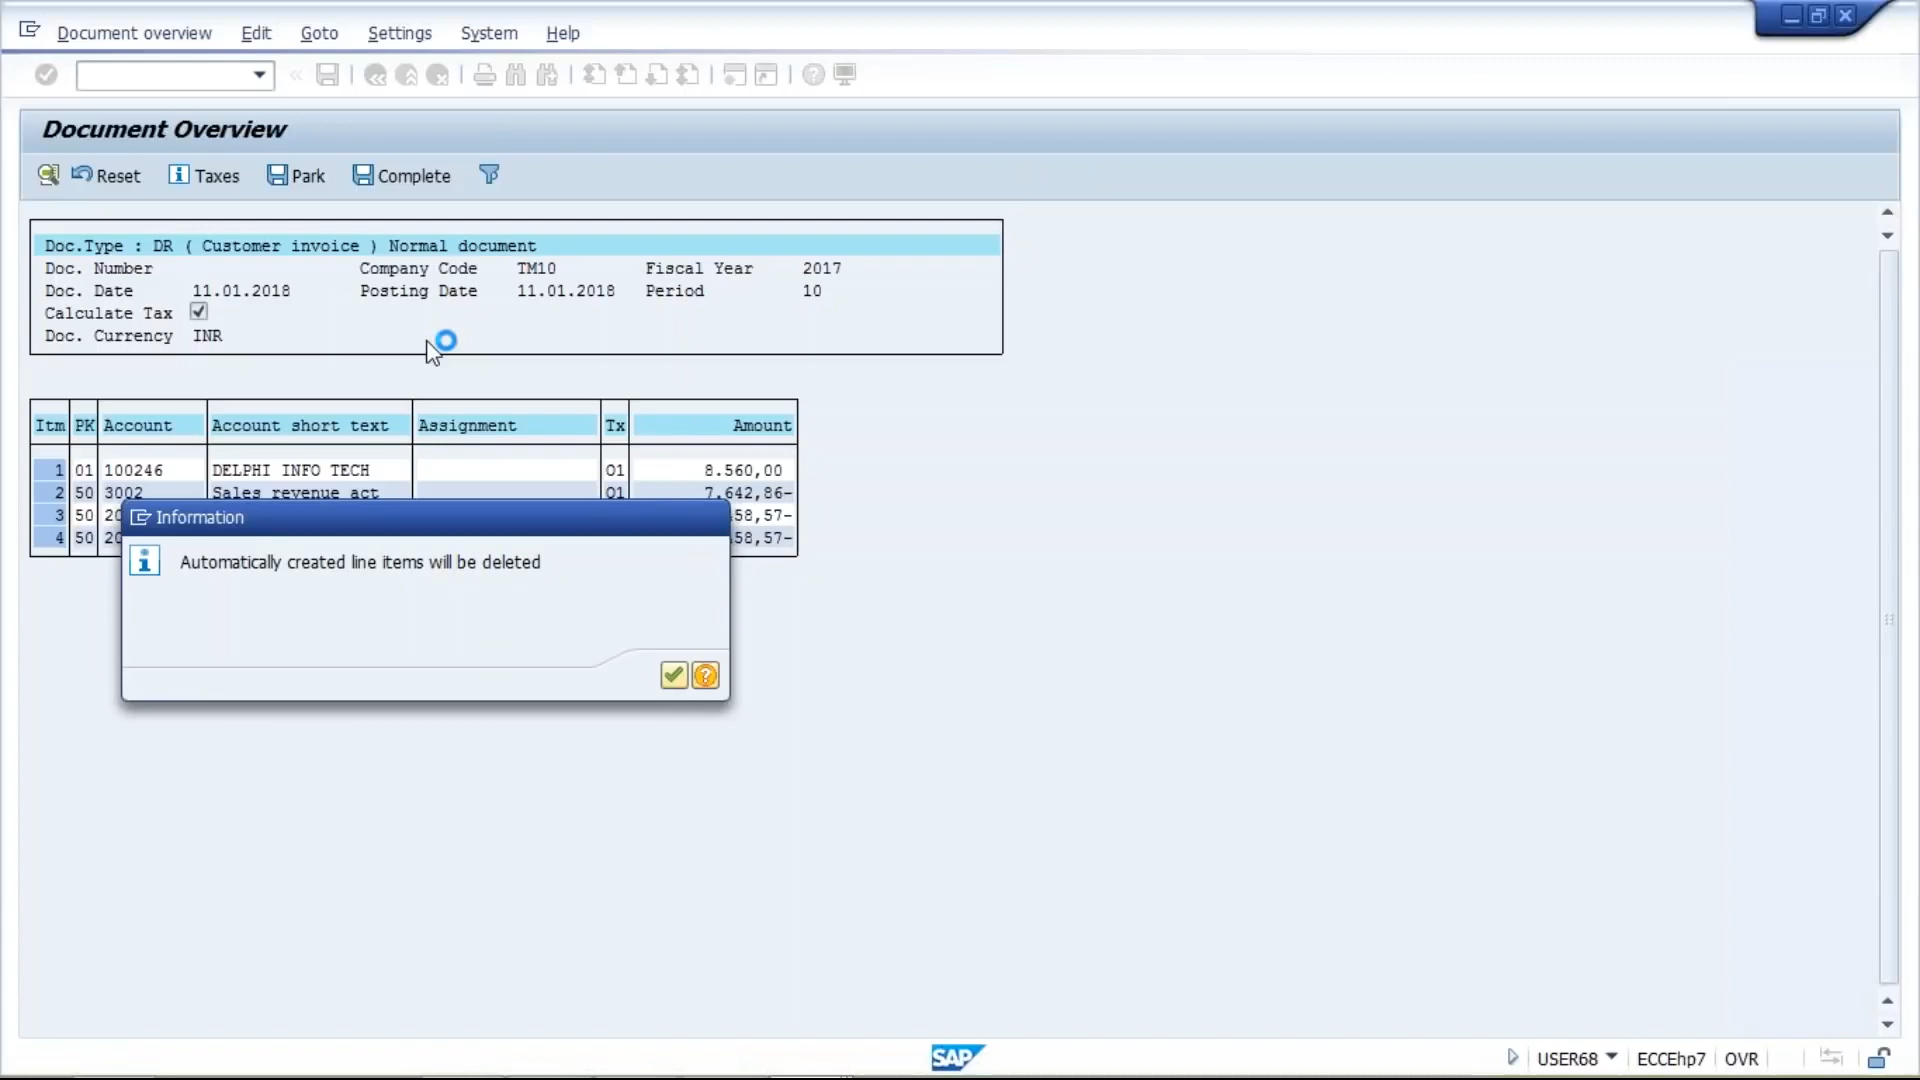 Document overview Edit Goto Settings System Help
Document Overview
Reset Taxes Park Complete
Doc.Type : DR ( Customer invoice ) Normal document
Doc. Number Company Code TM10 Fiscal Year 2017
Doc. Date 11.01.2018 Posting Date 11.01.2018 Period 10
Calculate Tax
Doc. Currency INR
Itm PK Account Account short text Assignment Tx Amount
1 01 100246 DELPHI INFO TECH O1 8.560,00
2 50 3002 Sales revenue act O1 7.642,86-
3 50 20 58,57-
4 50 20 58,57-
Information
Automatically created line items will be deleted
SAP USER68 ECCEhp7 OVR